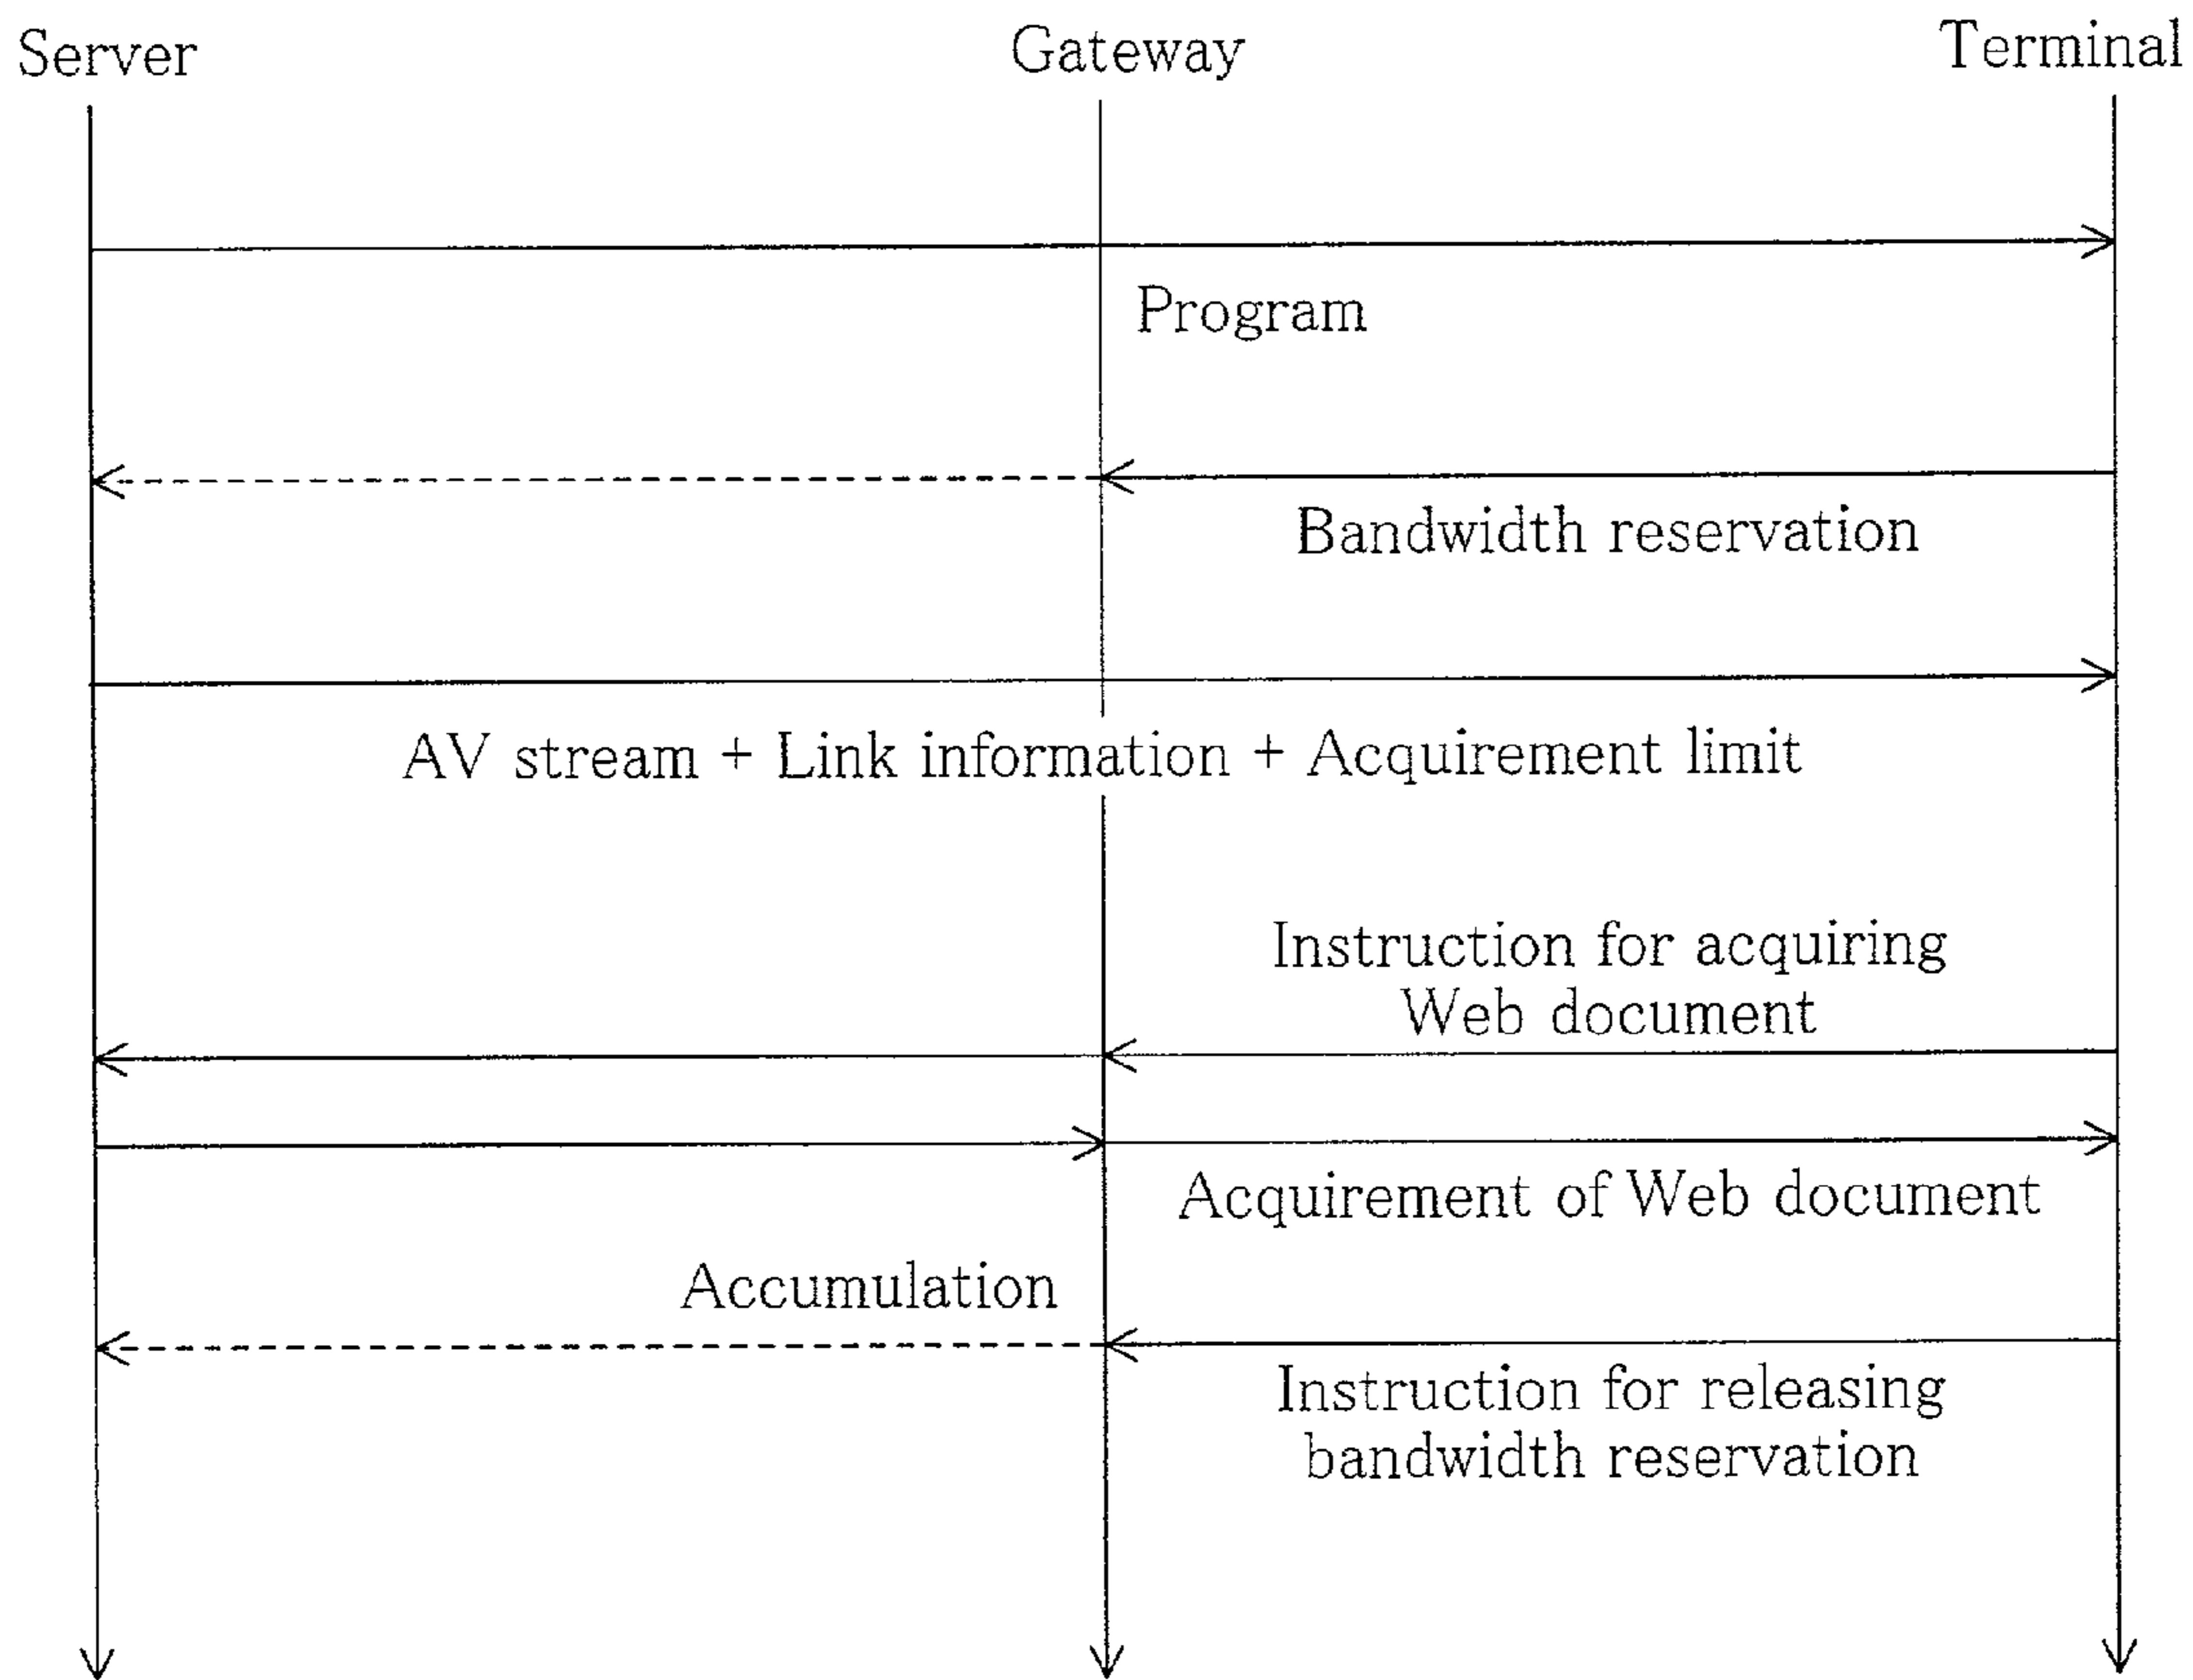 Server Gateway Terminal
Program
Bandwidth reservation
AV stream + Link information + Acquirement limit
Instruction for acquiring
Web document
Acquirement of Web document
Accumulation
Instruction for releasing
bandwidth reservation